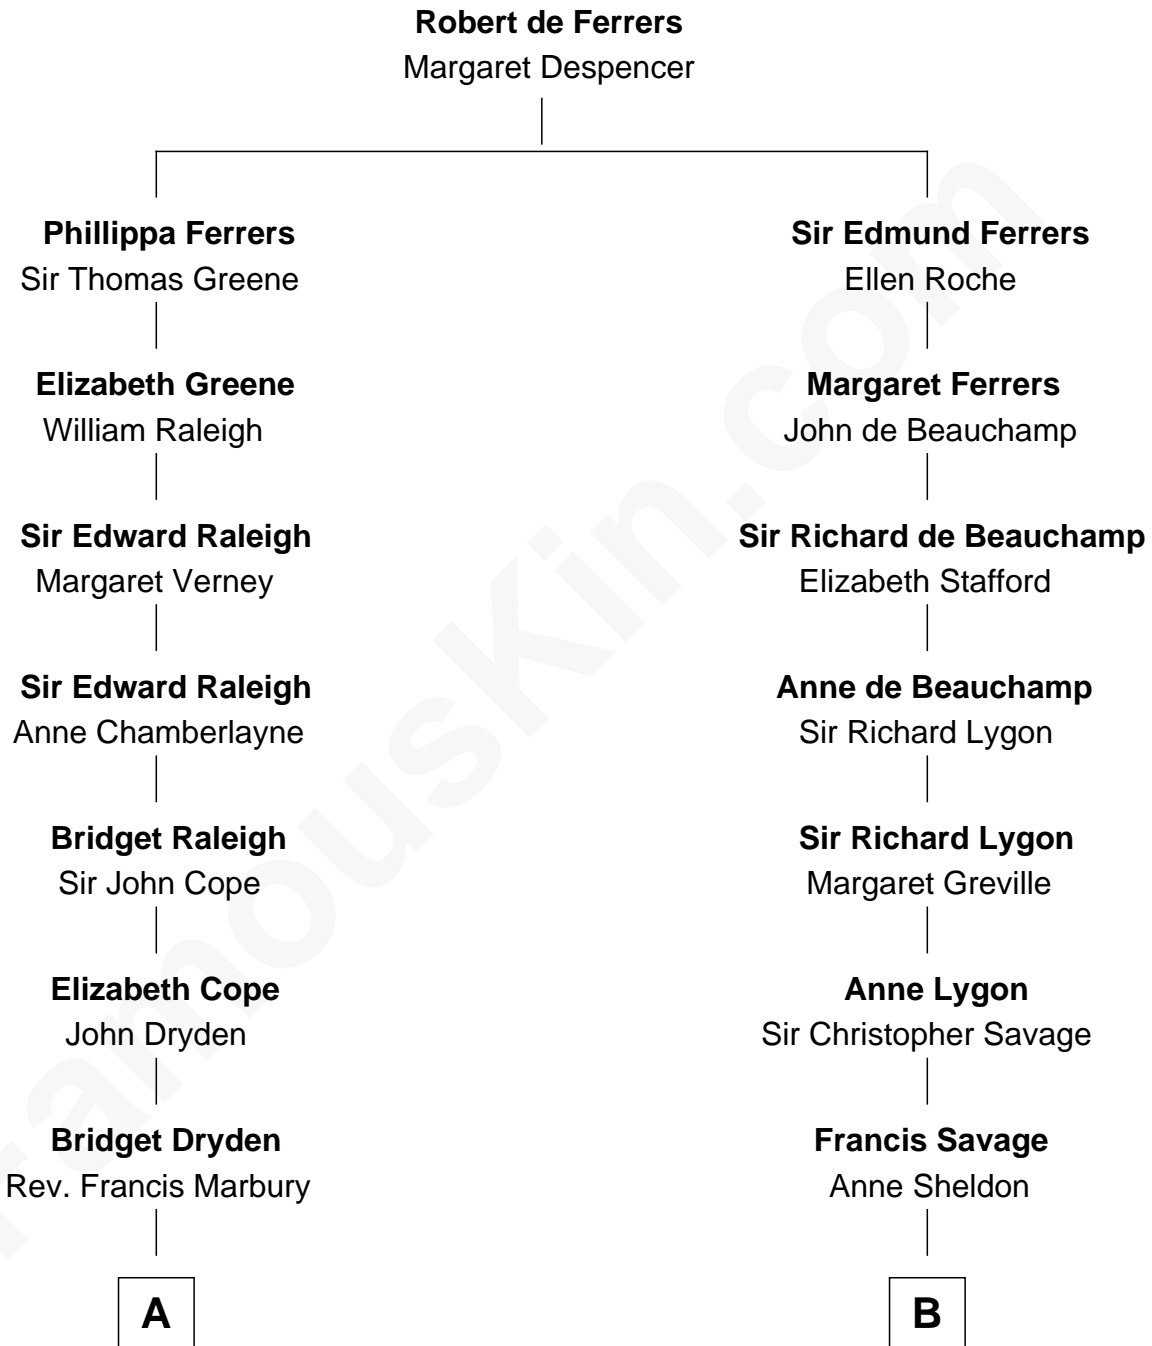 Robert de Ferrers
Margaret Despencer
Phillippa Ferrers
Sir Thomas Greene
Sir Edmund Ferrers
Ellen Roche
Elizabeth Greene
William Raleigh
Margaret Ferrers
John de Beauchamp
Sir Edward Raleigh
Margaret Verney
Sir Richard de Beauchamp
Elizabeth Stafford
Sir Edward Raleigh
Anne Chamberlayne
Anne de Beauchamp
Sir Richard Lygon
Bridget Raleigh
Sir John Cope
Sir Richard Lygon
Margaret Greville
Elizabeth Cope
John Dryden
Anne Lygon
Sir Christopher Savage
Bridget Dryden
Rev. Francis Marbury
Francis Savage
Anne Sheldon
A
B
FamousKin.com